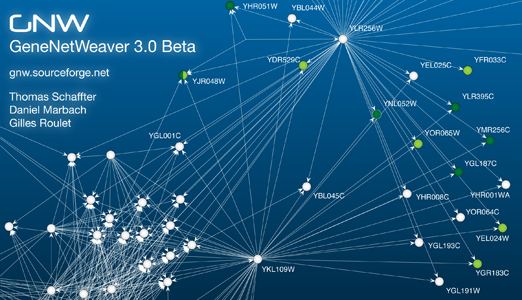 GNW
GeneNetWeaver 3.0 Beta
gnw.sourceforge.net
Thomas Schaffter
Daniel Marbach
Gilles Roulet
YHR051W
YBL044W
YLR256W
YDR529C
YEL025C
YFR033C
YJR048W
YNL052W
YLR395C
YOR065W
YMR256C
YGL001C
YGL187C
YBL045C
YHR008C
YHR001WA
YOR064C
YEL024W
YGL193C
YKL109W
YGR183C
YGL191W